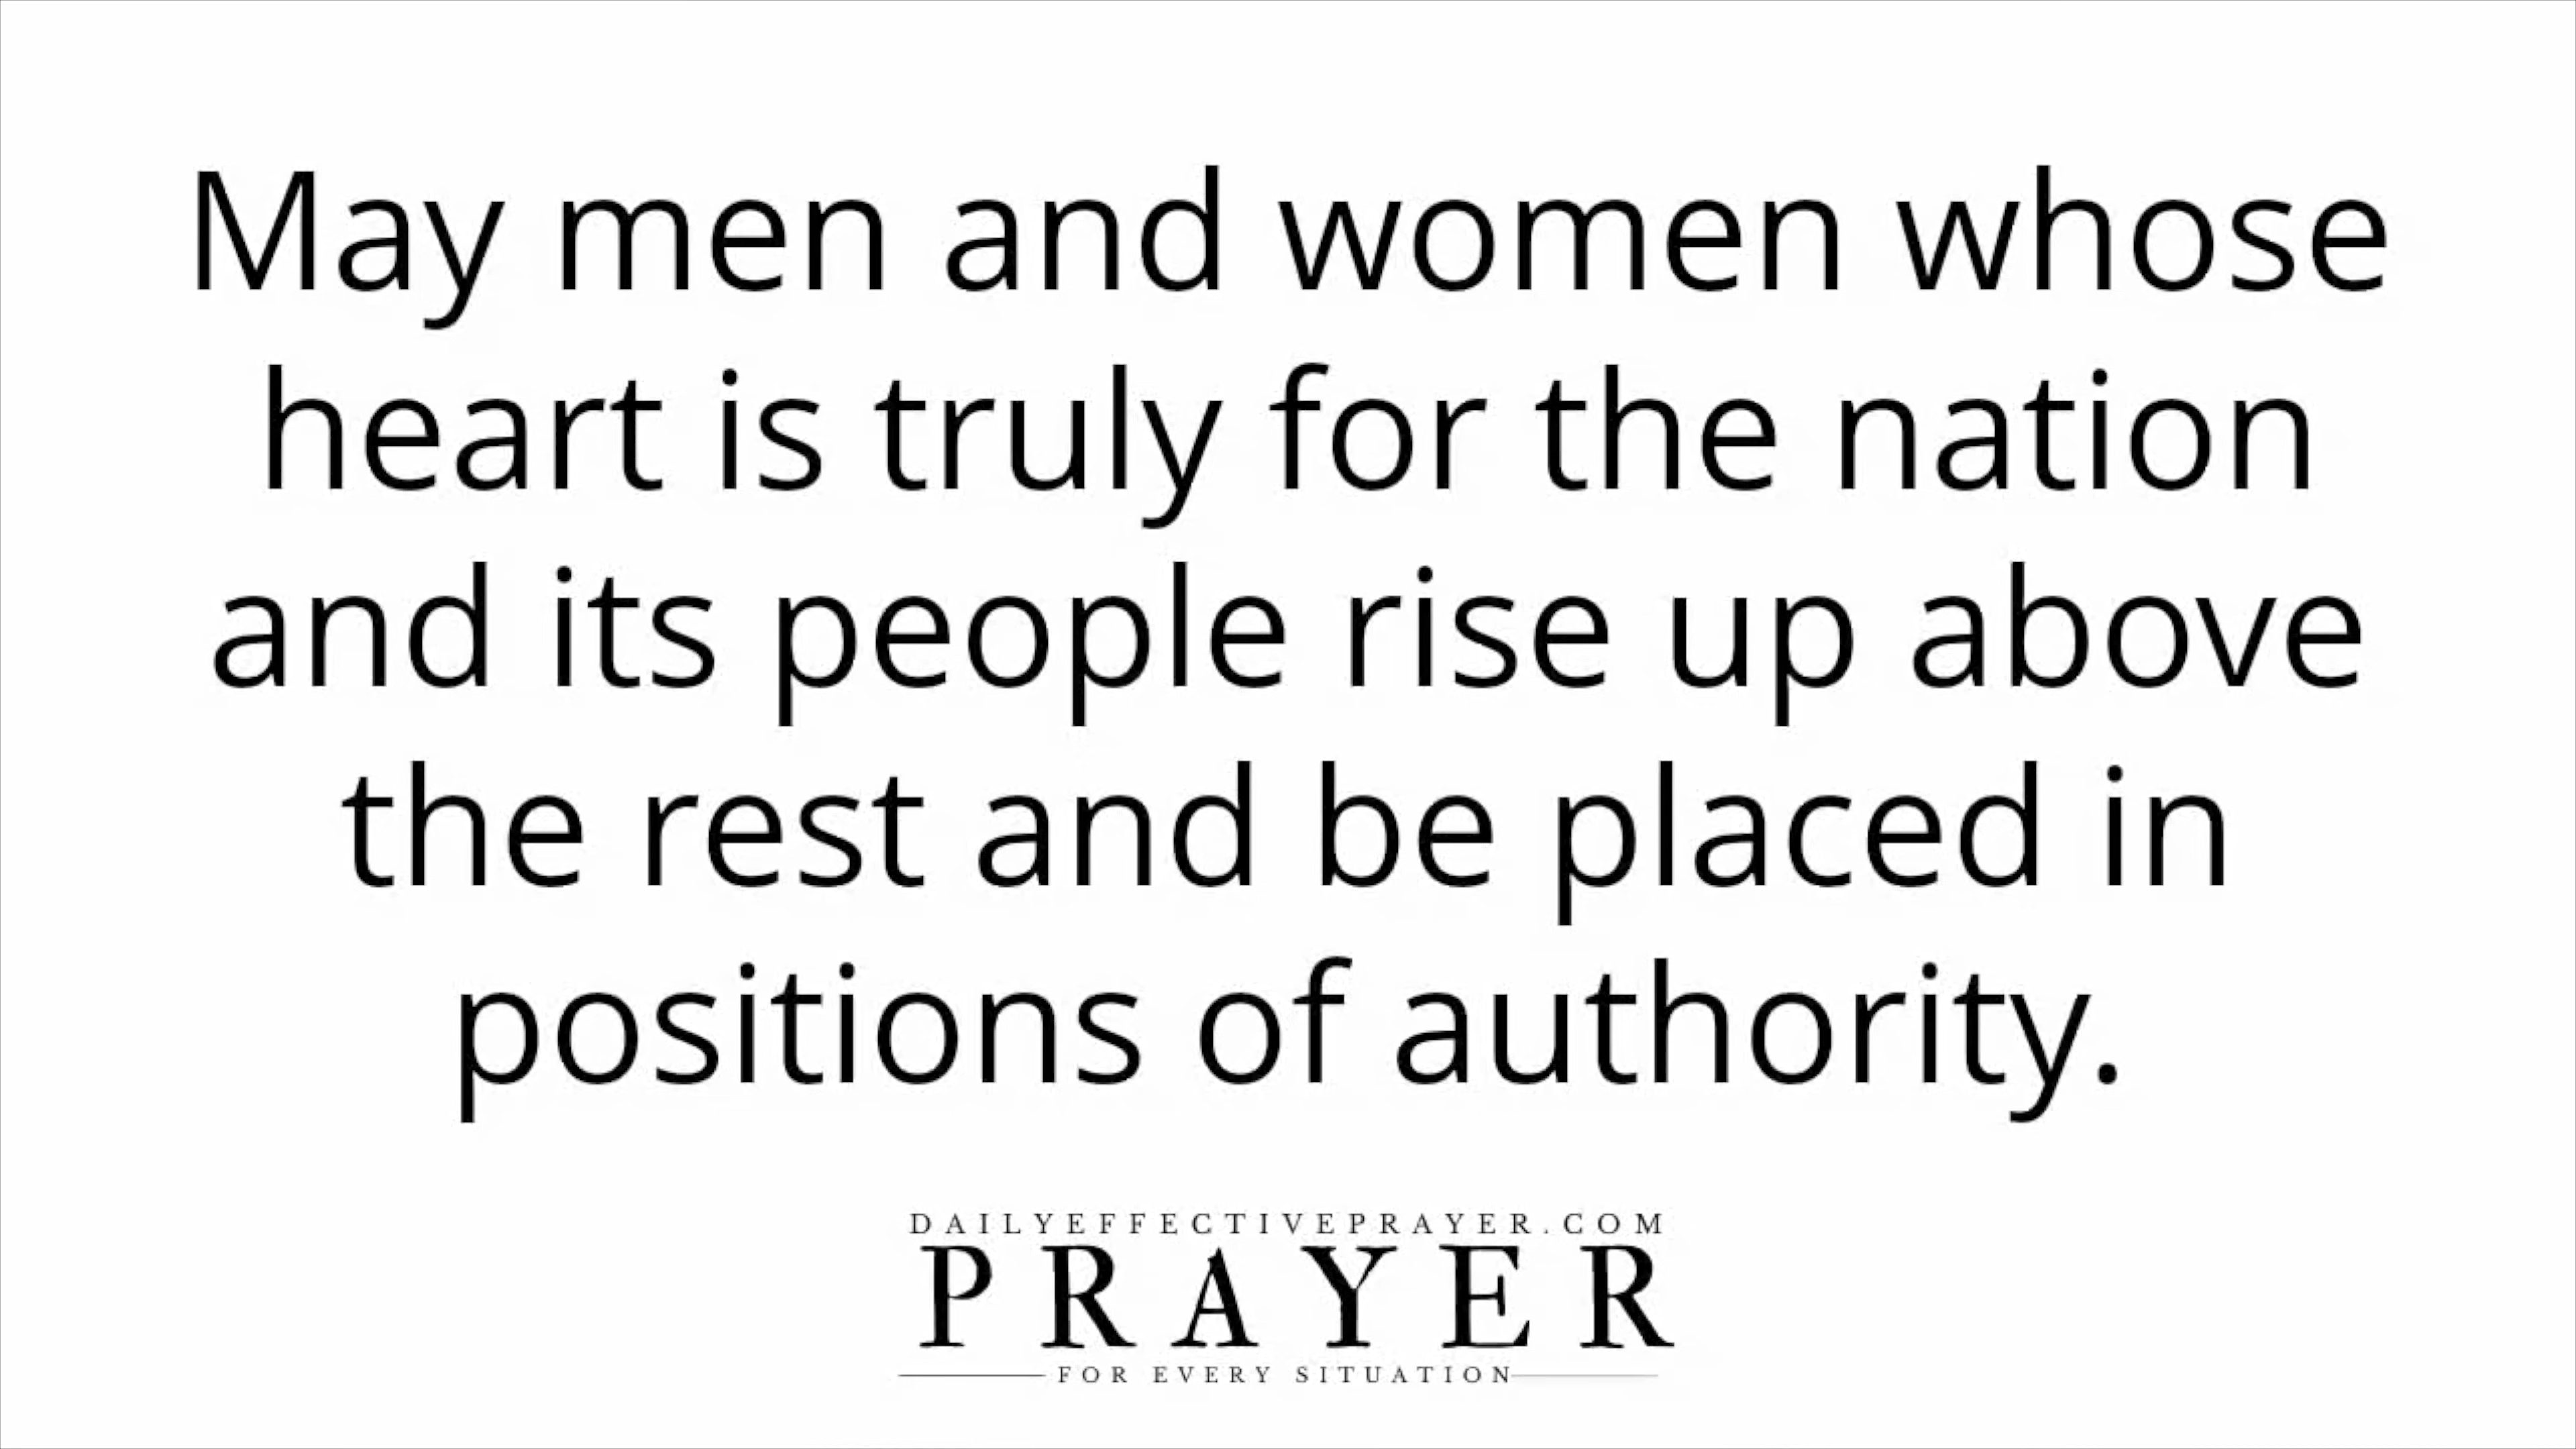 May men and women whose
heart is truly for the nation
and its people rise up above
the rest and be placed in
positions of authority.
DAILYEFFECTIVEPRAYER.COM
PRAYER
FOR EVERY SITUATION